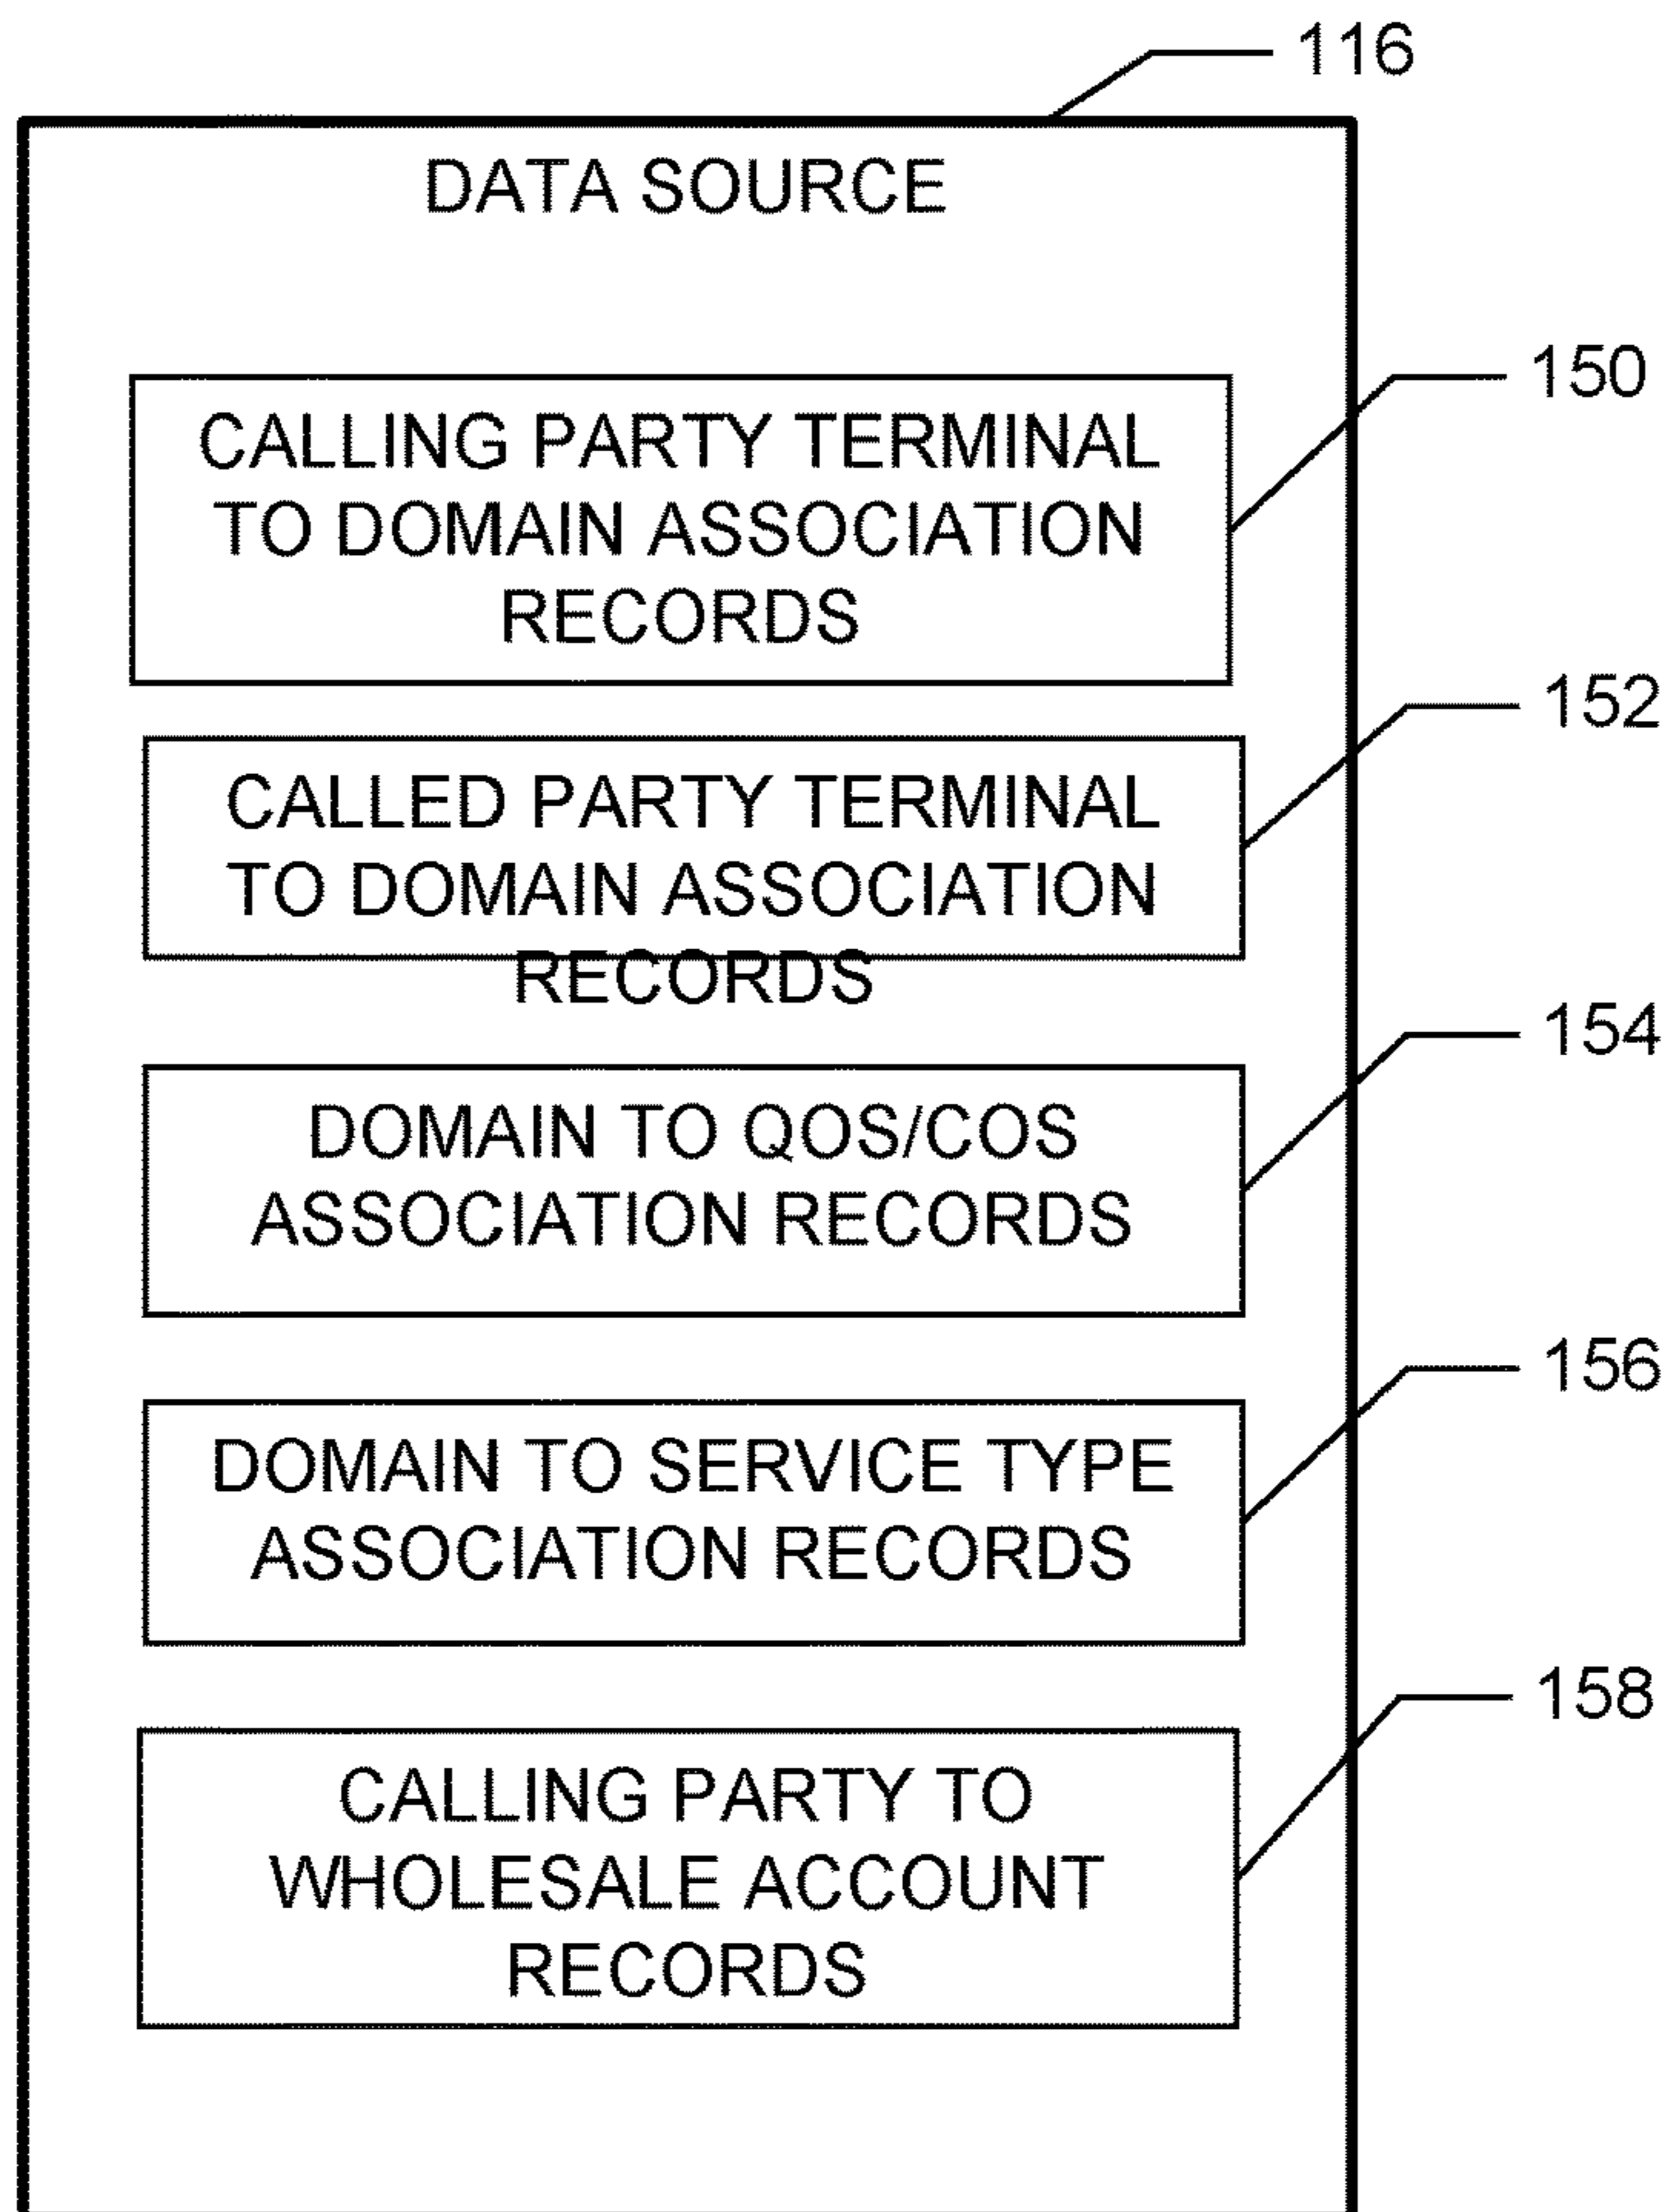 116
DATA SOURCE
150
CALLING PARTY TERMINAL
TO DOMAIN ASSOCIATION
RECORDS
152
CALLED PARTY TERMINAL
TO DOMAIN ASSOCIATION
RECORDS
154
DOMAIN TO QOS/COS
ASSOCIATION RECORDS
156
DOMAIN TO SERVICE TYPE
ASSOCIATION RECORDS
158
CALLING PARTY TO
WHOLESALE ACCOUNT
RECORDS